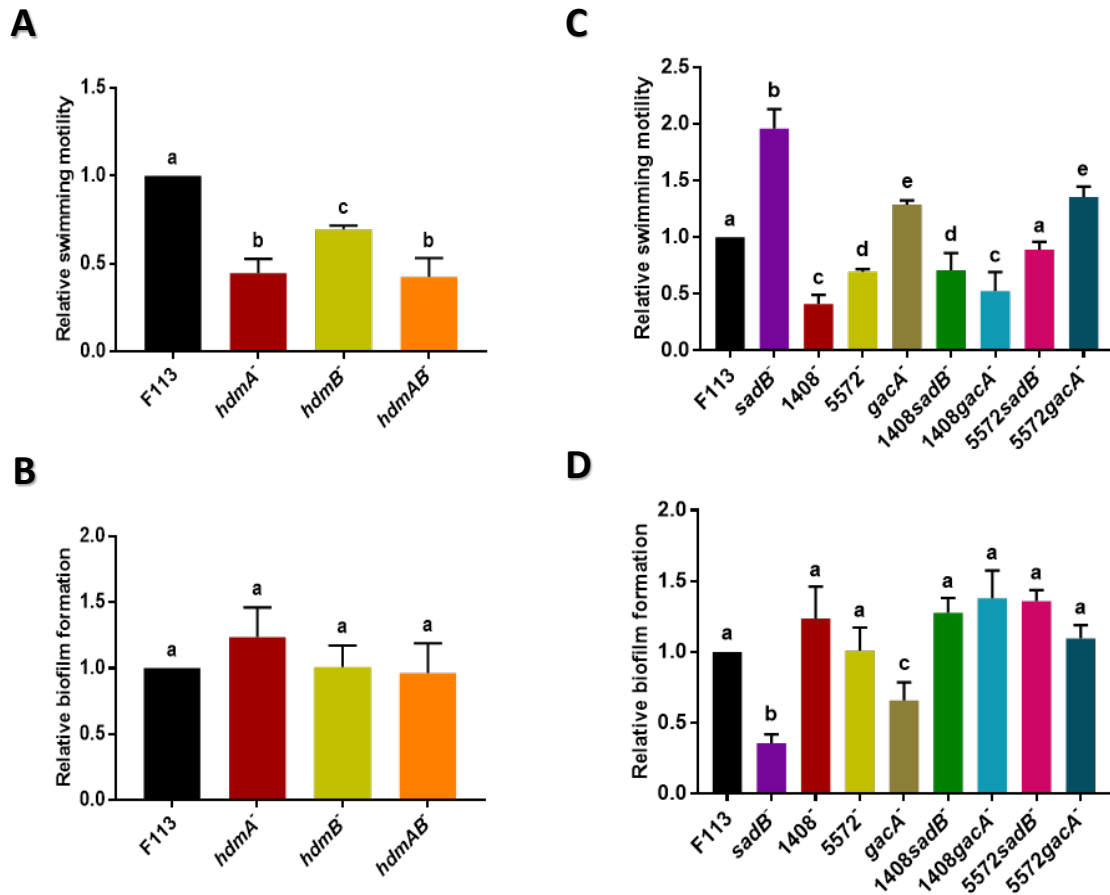 A
Relative swimming motility
1.5
1.0
0.5
0.0
a
b
c
b
F113
hdmA-
hdmB-
hdmAB-
B
Relative biofilm formation
2.0
1.5
1.0
0.5
0.0
a
a
a
a
F113
hdmA-
hdmB-
hdmAB-
C
Relative swimming motility
2.5
2.0
1.5
1.0
0.5
0.0
a
b
c
d
e
d
c
a
e
F113
sadB-
1408-
5572-
gacA-
1408sadB-
1408gacA-
5572sadB-
5572gacA-
D
Relative biofilm formation
2.0
1.5
1.0
0.5
0.0
a
b
a
a
c
a
a
a
a
F113
sadB-
1408-
5572-
gacA-
1408sadB-
1408gacA-
5572sadB-
5572gacA-